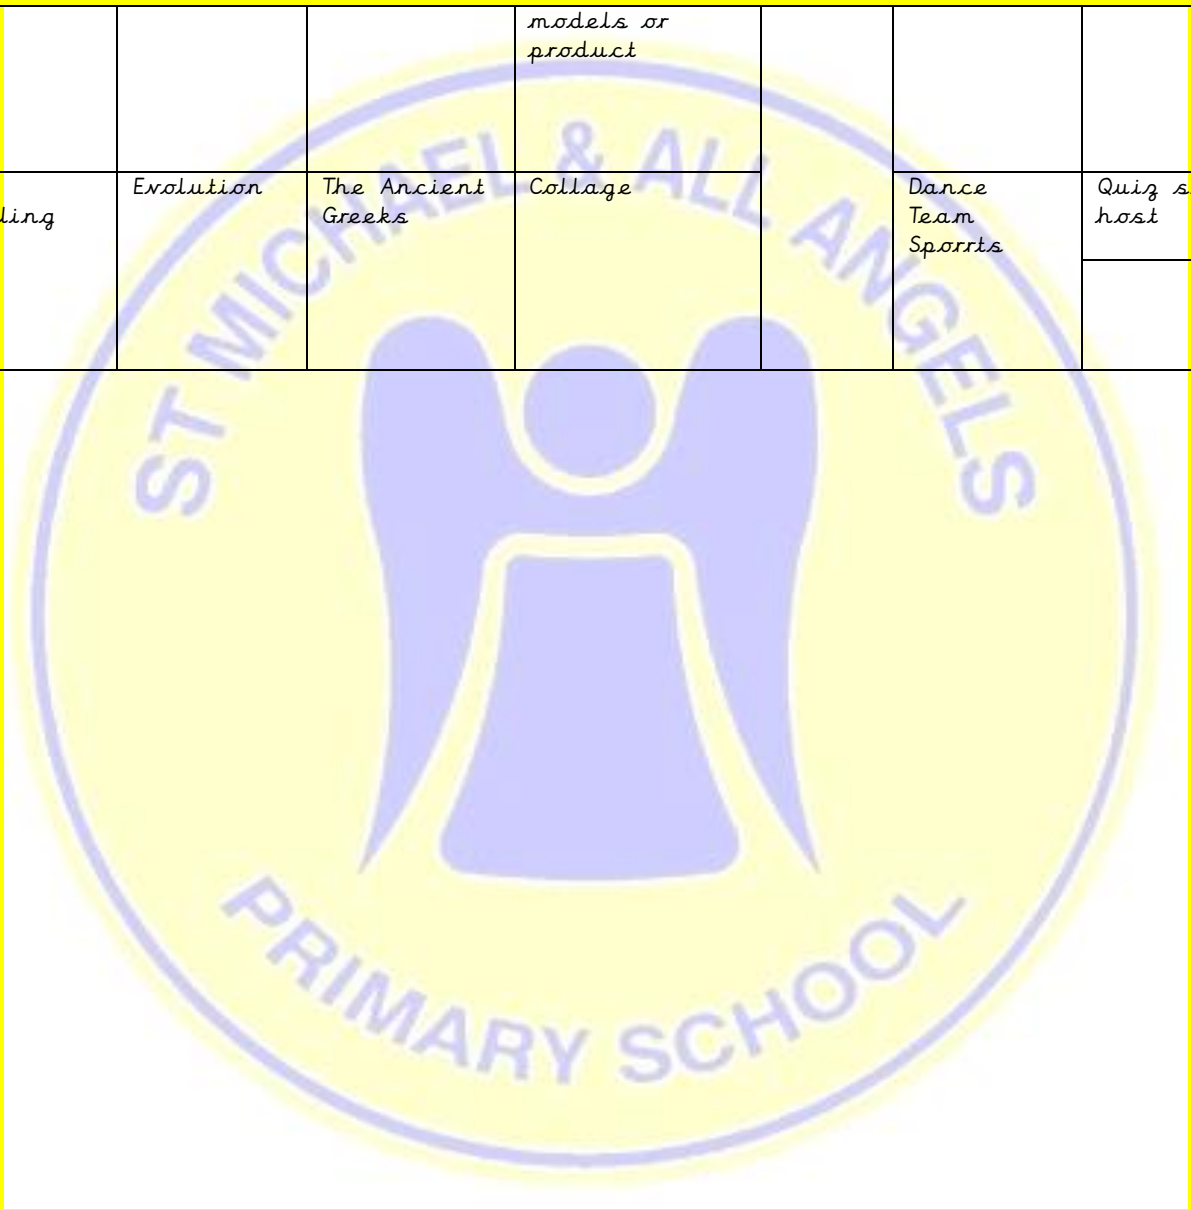 models or
product
ling
Evolution
The Ancient
Greeks
Collage
Dance
Team
Sporrts
Quiz s
host
ST MICHAEL & ALL ANGELS
PRIMARY SCHOOL